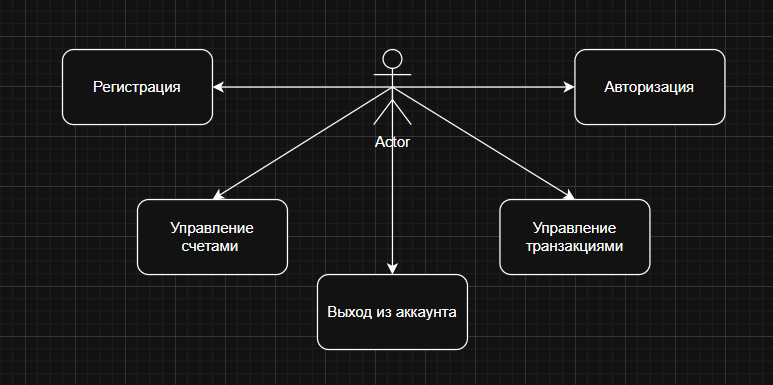 Регистрация
Авторизация
Actor
Управление
счетами
Управление
транзакциями
Выход из аккаунта